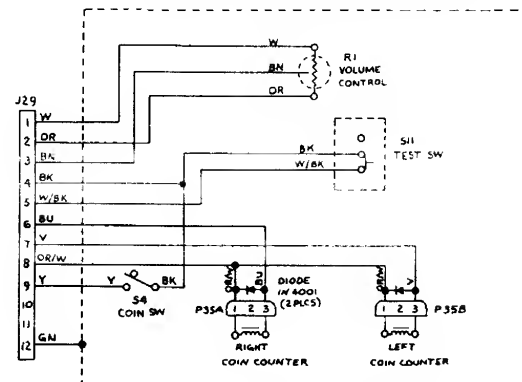 W
R1
VOLUME
CONTROL
BN
OR
J29
1 W
2 OR
3 BN
4 BK
5 W/BK
6 BU
7 V
8 OR/W
9 Y
10
11
12 GN
BK
W/BK
S11
TEST SW
Y
BK
S4
COIN SW
OR/W
BU
DIODE
IN 4001
(2 PLCS)
OR/W
V
P35A
1 2 3
1 2 3
P35B
RIGHT
COIN COUNTER
LEFT
COIN COUNTER